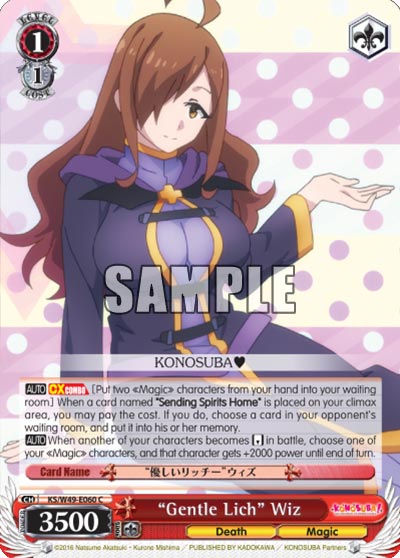 LEVEL
1
1
COST
SAMPLE
KONOSUBA♥
AUTO CX COMBO [Put two «Magic» characters from your hand into your waiting
room] When a card named "Sending Spirits Home" is placed on your climax
area, you may pay the cost. If you do, choose a card in your opponent's
waiting room, and put it into his or her memory.
AUTO When another of your characters becomes [▪] in battle, choose one of
your «Magic» characters, and that character gets +2000 power until end of turn.
Card Name "優しいリッチー"ウィズ
CH KS/W49-E060 C
3500
"Gentle Lich" Wiz
KONOSUBA
Death Magic
©2016 Natsume Akatsuki・Kurone Mishima / PUBLISHED BY KADOKAWA / KONOSUBA Partners